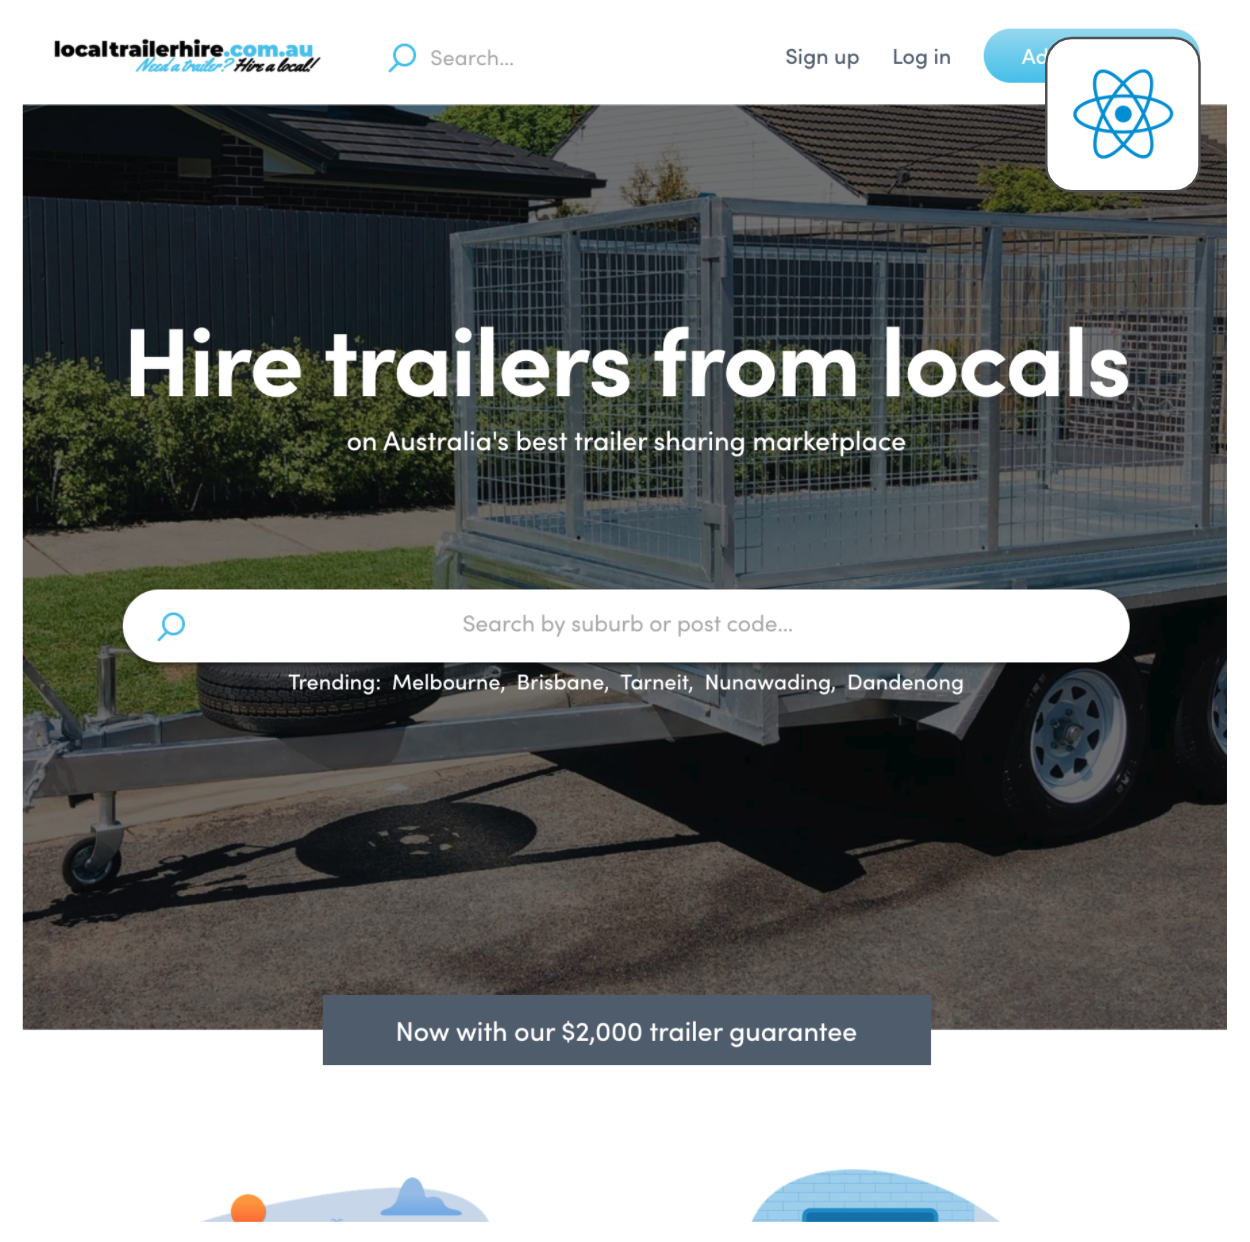 localtrailerhire.com.au
Need a trailer? Hire a local!
Search...
Sign up Log in
Hire trailers from locals
on Australia's best trailer sharing marketplace
Search by suburb or post code...
Trending: Melbourne, Brisbane, Tarneit, Nunawading, Dandenong
Now with our $2,000 trailer guarantee